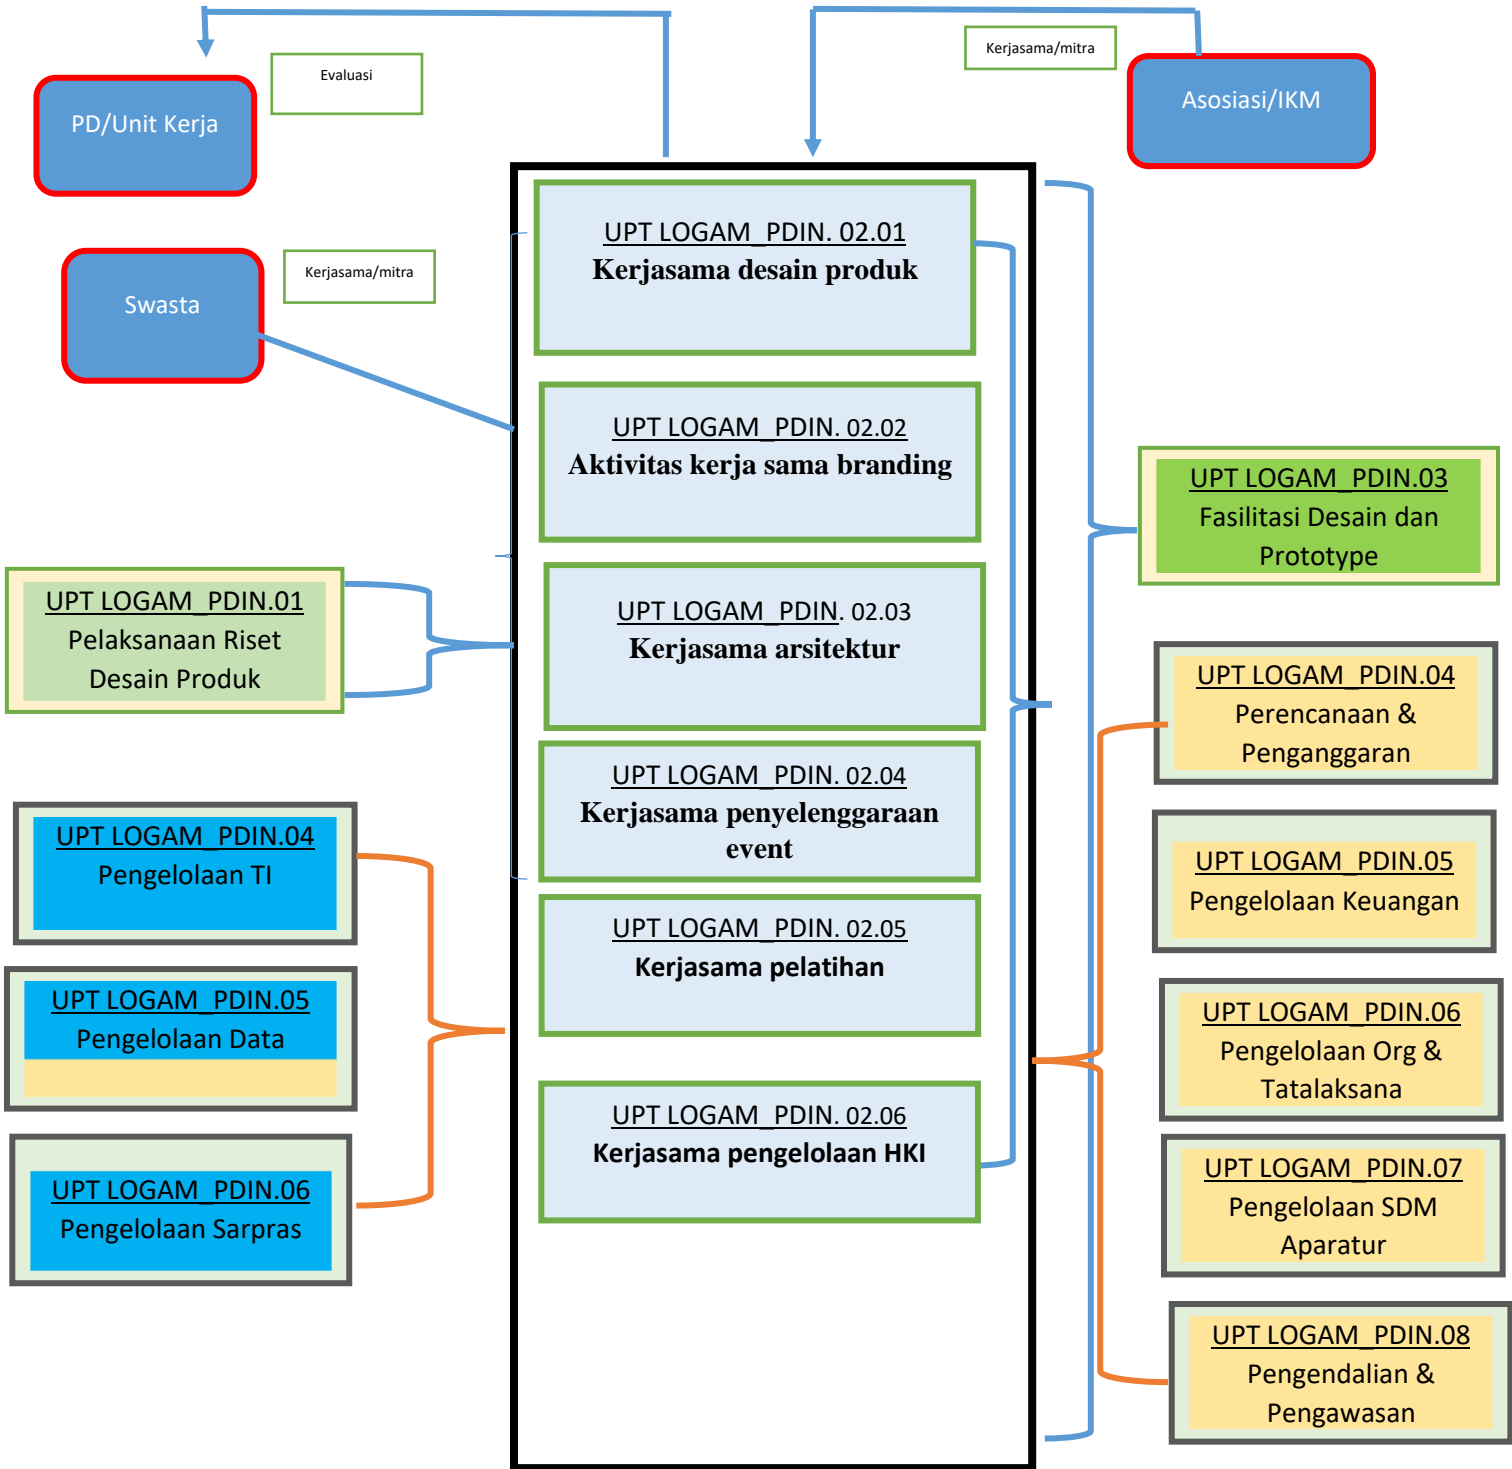 Evaluasi
Kerjasama/mitra
PD/Unit Kerja
Asosiasi/IKM
Swasta
Kerjasama/mitra
UPT LOGAM_PDIN. 02.01
Kerjasama desain produk
UPT LOGAM_PDIN. 02.02
Aktivitas kerja sama branding
UPT LOGAM_PDIN. 02.03
Kerjasama arsitektur
UPT LOGAM_PDIN. 02.04
Kerjasama penyelenggaraan
event
UPT LOGAM_PDIN. 02.05
Kerjasama pelatihan
UPT LOGAM_PDIN. 02.06
Kerjasama pengelolaan HKI
UPT LOGAM_PDIN.01
Pelaksanaan Riset
Desain Produk
UPT LOGAM_PDIN.04
Pengelolaan TI
UPT LOGAM_PDIN.05
Pengelolaan Data
UPT LOGAM_PDIN.06
Pengelolaan Sarpras
UPT LOGAM_PDIN.03
Fasilitasi Desain dan
Prototype
UPT LOGAM_PDIN.04
Perencanaan &
Penganggaran
UPT LOGAM_PDIN.05
Pengelolaan Keuangan
UPT LOGAM_PDIN.06
Pengelolaan Org &
Tatalaksana
UPT LOGAM_PDIN.07
Pengelolaan SDM
Aparatur
UPT LOGAM_PDIN.08
Pengendalian &
Pengawasan